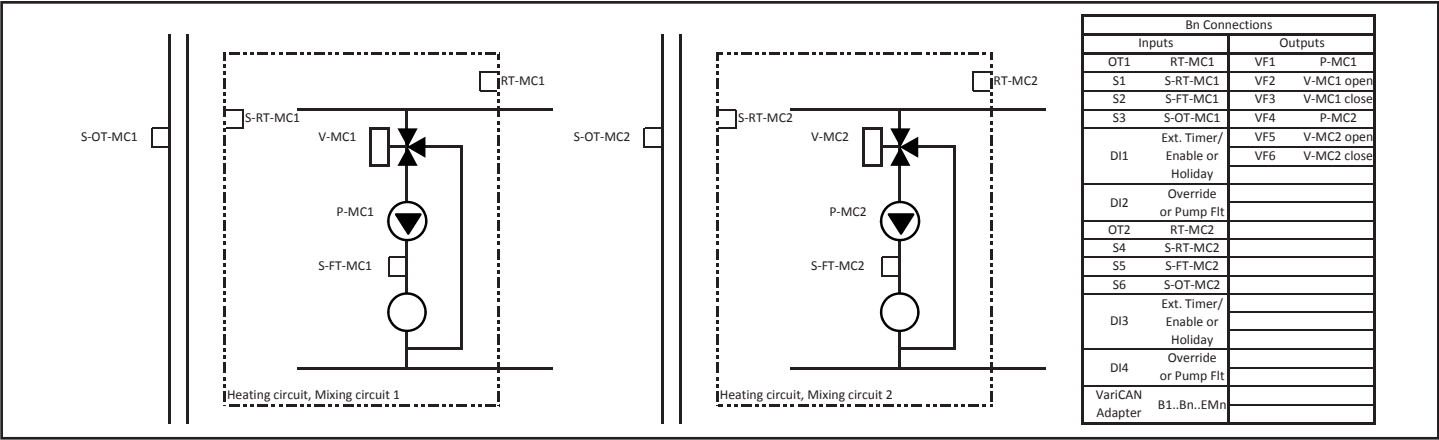 RT-MC1
S-RT-MC1
S-OT-MC1
V-MC1
P-MC1
S-FT-MC1
Heating circuit, Mixing circuit 1
RT-MC2
S-RT-MC2
S-OT-MC2
V-MC2
P-MC2
S-FT-MC2
Heating circuit, Mixing circuit 2
Bn Connections
Inputs Outputs
OT1 RT-MC1 VF1 P-MC1
S1 S-RT-MC1 VF2 V-MC1 open
S2 S-FT-MC1 VF3 V-MC1 close
S3 S-OT-MC1 VF4 P-MC2
Ext. Timer/ VF5 V-MC2 open
DI1 Enable or VF6 V-MC2 close
Holiday
Override
DI2
or Pump Flt
OT2 RT-MC2
S4 S-RT-MC2
S5 S-FT-MC2
S6 S-OT-MC2
Ext. Timer/
DI3 Enable or
Holiday
Override
DI4
or Pump Flt
VariCAN
B1..Bn..EMn
Adapter